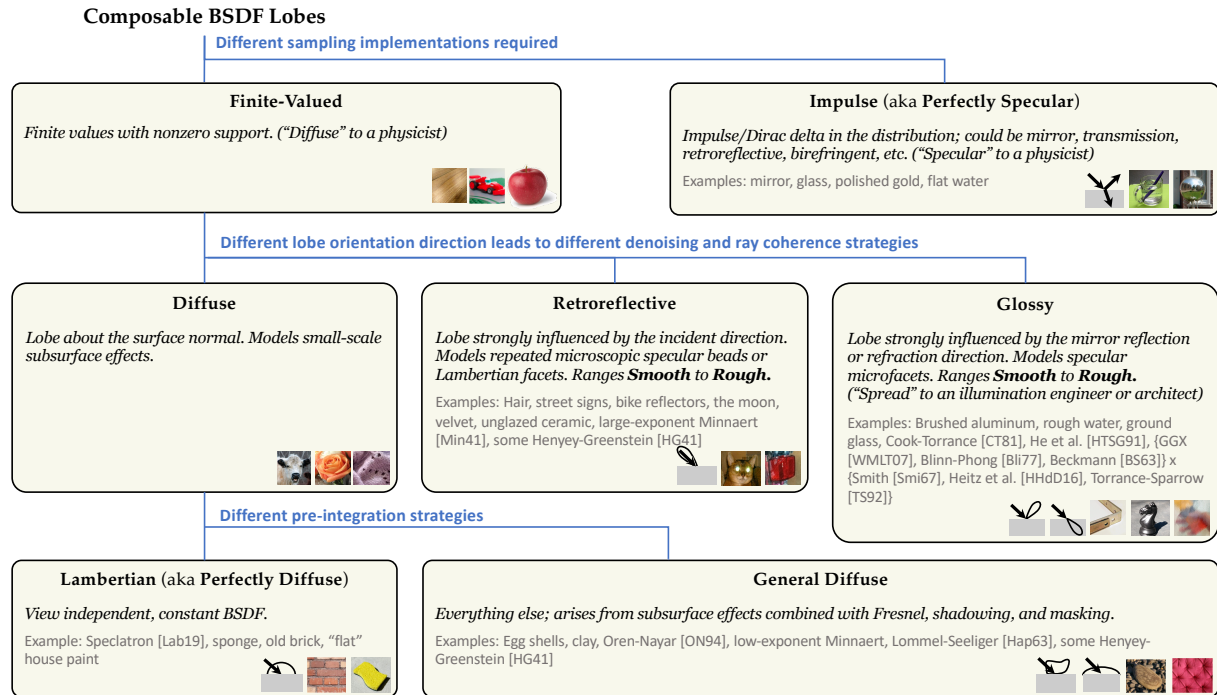 Composable BSDF Lobes
Different sampling implementations required
Finite-Valued
Finite values with nonzero support. (“Diffuse” to a physicist)
Impulse (aka Perfectly Specular)
Impulse/Dirac delta in the distribution; could be mirror, transmission,
retroreflective, birefringent, etc. (“Specular” to a physicist)
Examples: mirror, glass, polished gold, flat water
Different lobe orientation direction leads to different denoising and ray coherence strategies
Diffuse
Lobe about the surface normal. Models small-scale
subsurface effects.
Retroreflective
Lobe strongly influenced by the incident direction.
Models repeated microscopic specular beads or
Lambertian facets. Ranges Smooth to Rough.
Examples: Hair, street signs, bike reflectors, the moon,
velvet, unglazed ceramic, large-exponent Minnaert
[Min41], some Henyey-Greenstein [HG41]
Glossy
Lobe strongly influenced by the mirror reflection
or refraction direction. Models specular
microfacets. Ranges Smooth to Rough.
(“Spread” to an illumination engineer or architect)
Examples: Brushed aluminum, rough water, ground
glass, Cook-Torrance [CT81], He et al. [HTSG91], {GGX
[WMLT07], Blinn-Phong [Bli77], Beckmann [BS63]} x
{Smith [Smi67], Heitz et al. [HHdD16], Torrance-Sparrow
[TS92]}
Different pre-integration strategies
Lambertian (aka Perfectly Diffuse)
View independent, constant BSDF.
Example: Speclatron [Lab19], sponge, old brick, “flat”
house paint
General Diffuse
Everything else; arises from subsurface effects combined with Fresnel, shadowing, and masking.
Examples: Egg shells, clay, Oren-Nayar [ON94], low-exponent Minnaert, Lommel-Seeliger [Hap63], some Henyey-
Greenstein [HG41]